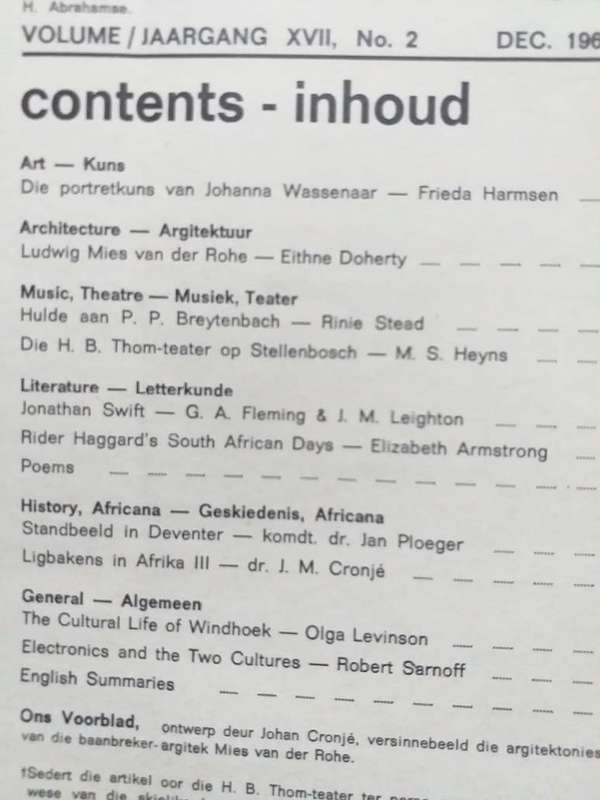 H. Abrahamse.
VOLUME / JAARGANG XVII, No. 2 DEC. 196
contents - inhoud
Art — Kuns
Die portretkuns van Johanna Wassenaar — Frieda Harmsen
Architecture — Argitektuur
Ludwig Mies van der Rohe — Eithne Doherty
Music, Theatre — Musiek, Teater
Hulde aan P. P. Breytenbach — Rinie Stead
Die H. B. Thom-teater op Stellenbosch — M. S. Heyns
Literature — Letterkunde
Jonathan Swift — G. A. Fleming & J. M. Leighton
Rider Haggard's South African Days — Elizabeth Armstrong
Poems
History, Africana — Geskiedenis, Africana
Standbeeld in Deventer — komdt. dr. Jan Ploeger
Ligbakens in Afrika III — dr. J. M. Cronjé
General — Algemeen
The Cultural Life of Windhoek — Olga Levinson
Electronics and the Two Cultures — Robert Sarnoff
English Summaries
Ons Voorblad, ontwerp deur Johan Cronjé, versinnebeeld die argitektonies
van die baanbreker-argitek Mies van der Rohe.
†Sedert die artikel oor die H. B. Thom-teater ter
wese van die